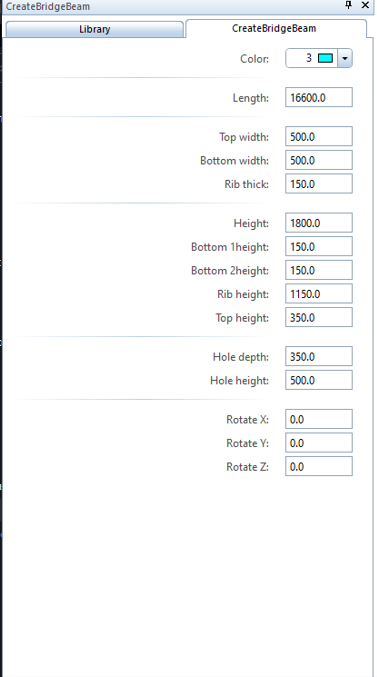 CreateBridgeBeam
Library CreateBridgeBeam
Color: 3
Length: 16600.0
Top width: 500.0
Bottom width: 500.0
Rib thick: 150.0
Height: 1800.0
Bottom 1height: 150.0
Bottom 2height: 150.0
Rib height: 1150.0
Top height: 350.0
Hole depth: 350.0
Hole height: 500.0
Rotate X: 0.0
Rotate Y: 0.0
Rotate Z: 0.0